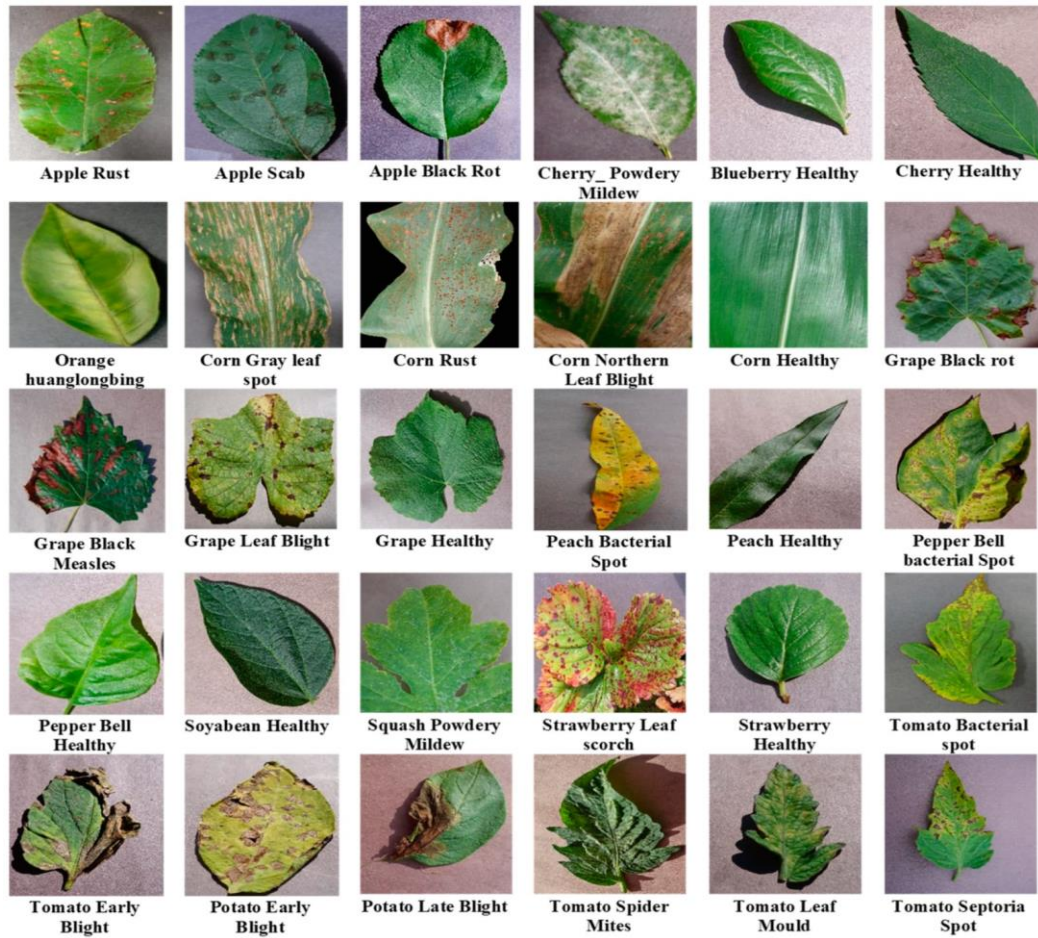 Apple Rust
Apple Scab
Apple Black Rot
Cherry_ Powdery
Mildew
Blueberry Healthy
Cherry Healthy
Orange
huanglongbing
Corn Gray leaf
spot
Corn Rust
Corn Northern
Leaf Blight
Corn Healthy
Grape Black rot
Grape Black
Measles
Grape Leaf Blight
Grape Healthy
Peach Bacterial
Spot
Peach Healthy
Pepper Bell
bacterial Spot
Pepper Bell
Healthy
Soyabean Healthy
Squash Powdery
Mildew
Strawberry Leaf
scorch
Strawberry
Healthy
Tomato Bacterial
spot
Tomato Early
Blight
Potato Early
Blight
Potato Late Blight
Tomato Spider
Mites
Tomato Leaf
Mould
Tomato Septoria
Spot